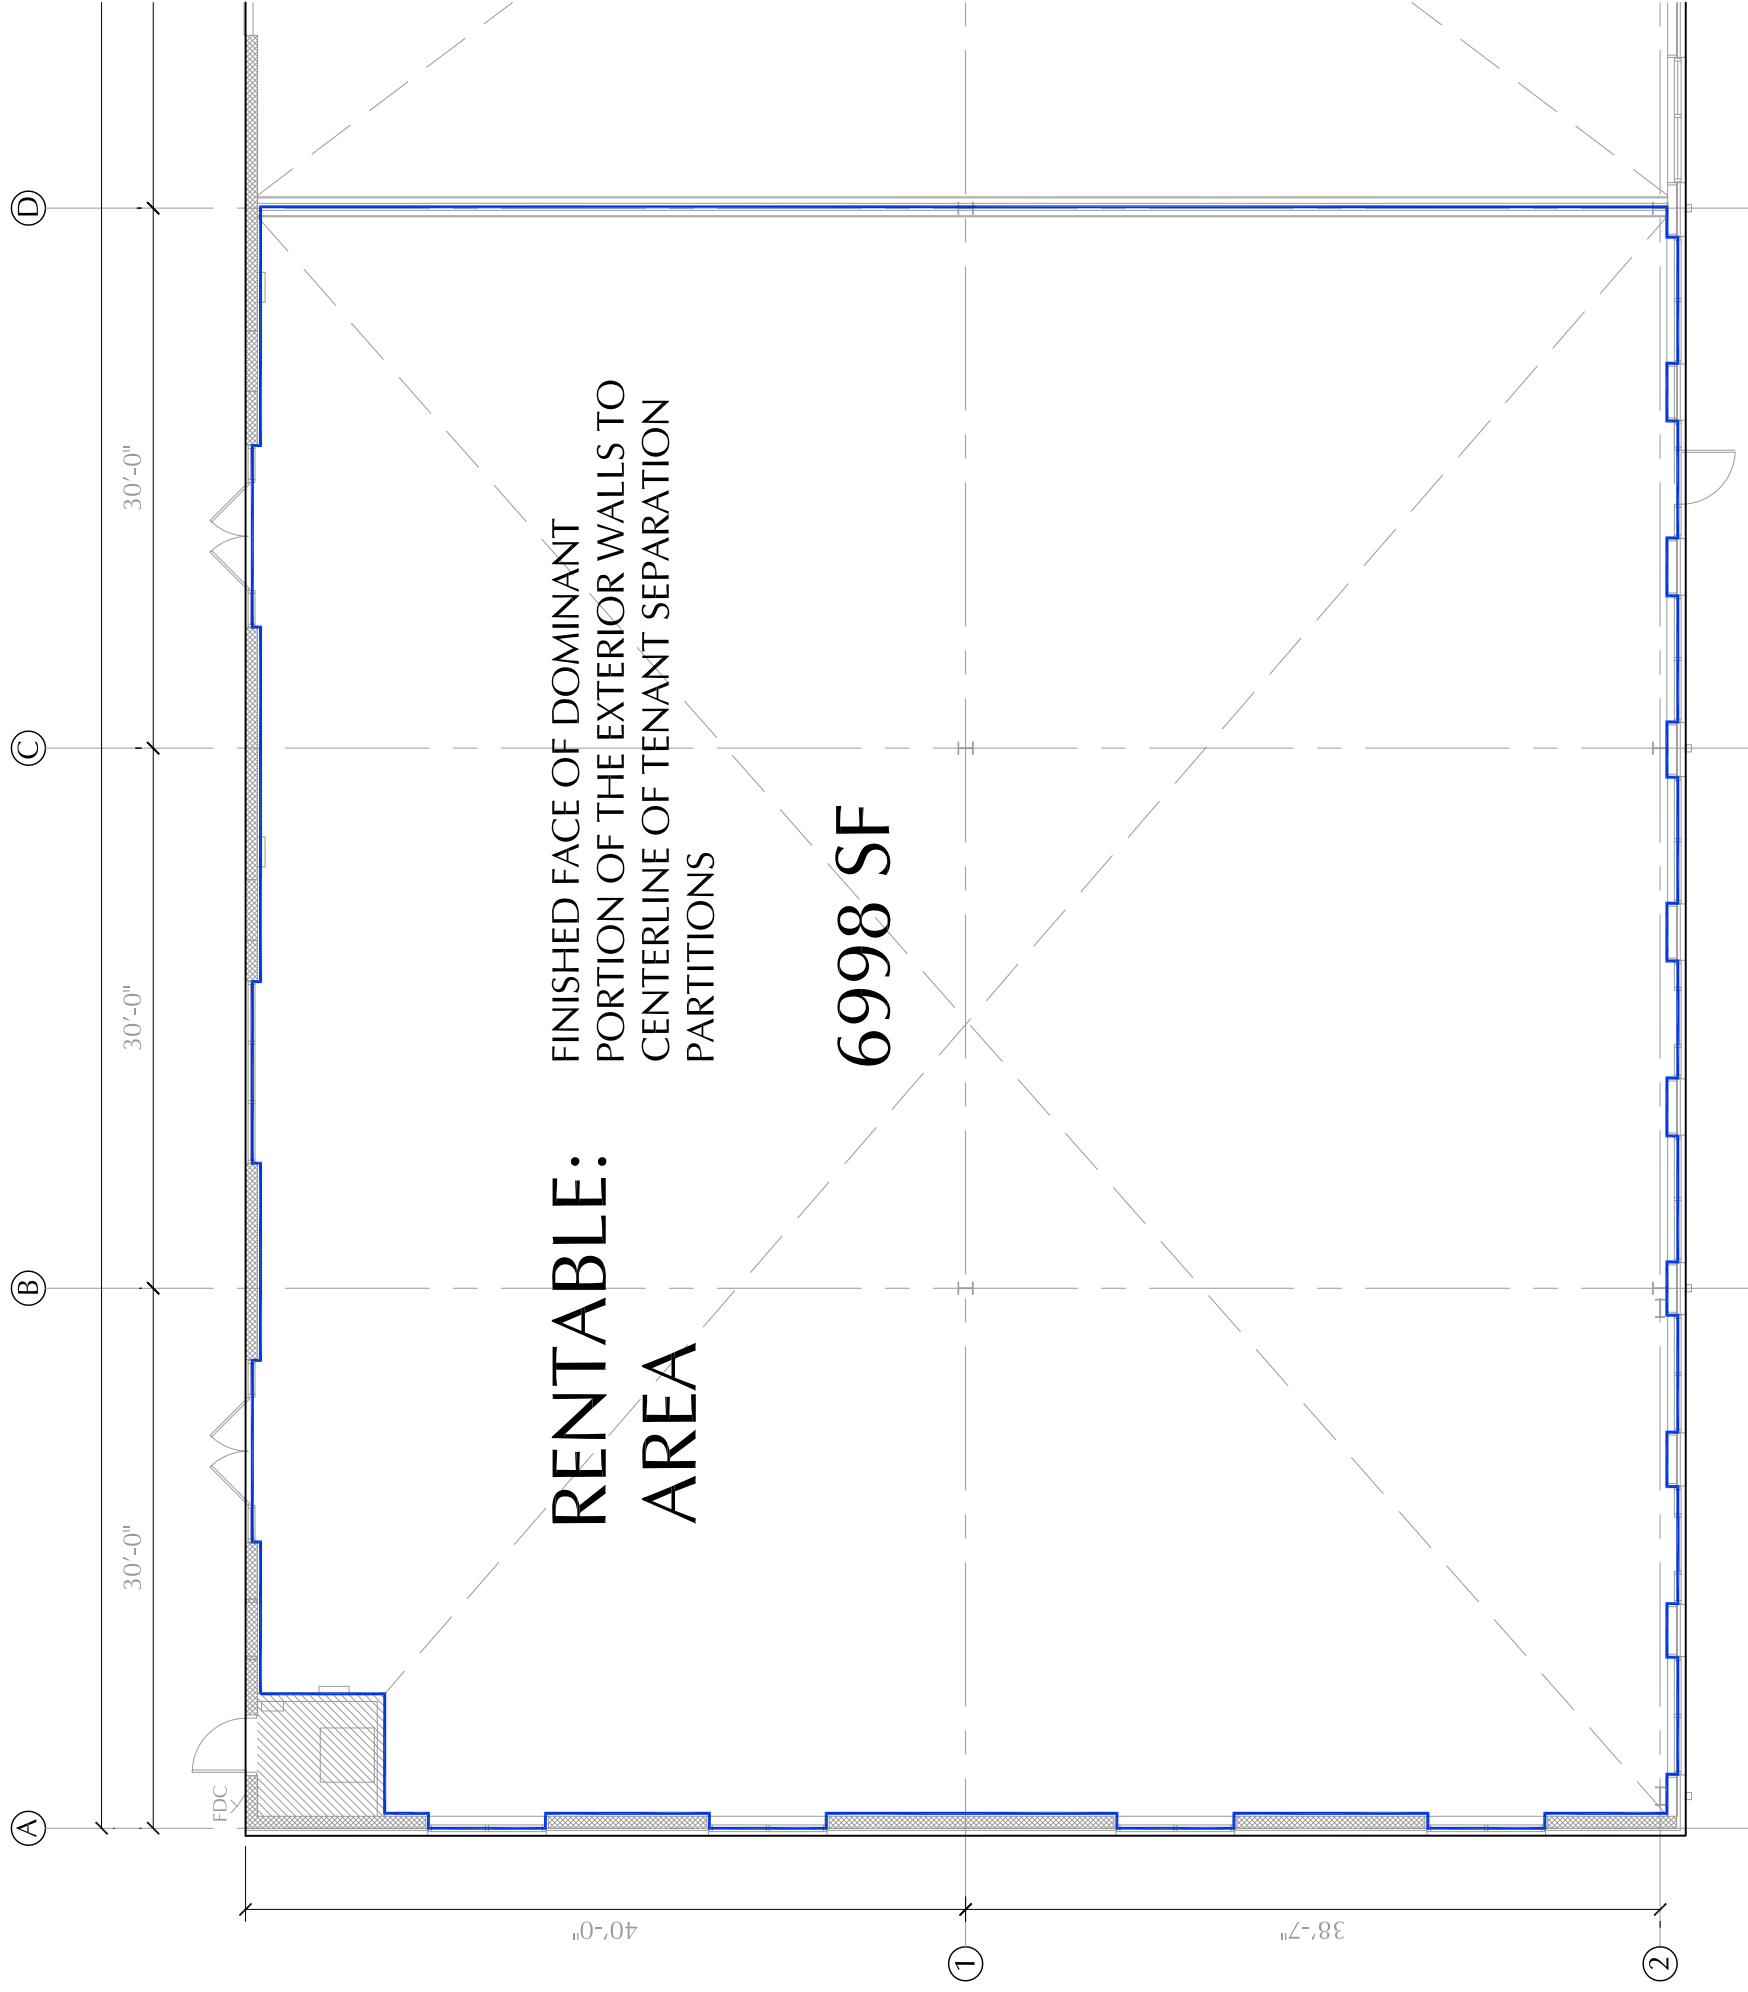 RENTABLE:
AREA
FINISHED FACE OF DOMINANT
PORTION OF THE EXTERIOR WALLS TO
CENTERLINE OF TENANT SEPARATION
PARTITIONS
6998 SF
A
B
C
D
30'-0"
30'-0"
30'-0"
FDC
40'-0"
38'-7"
1
2